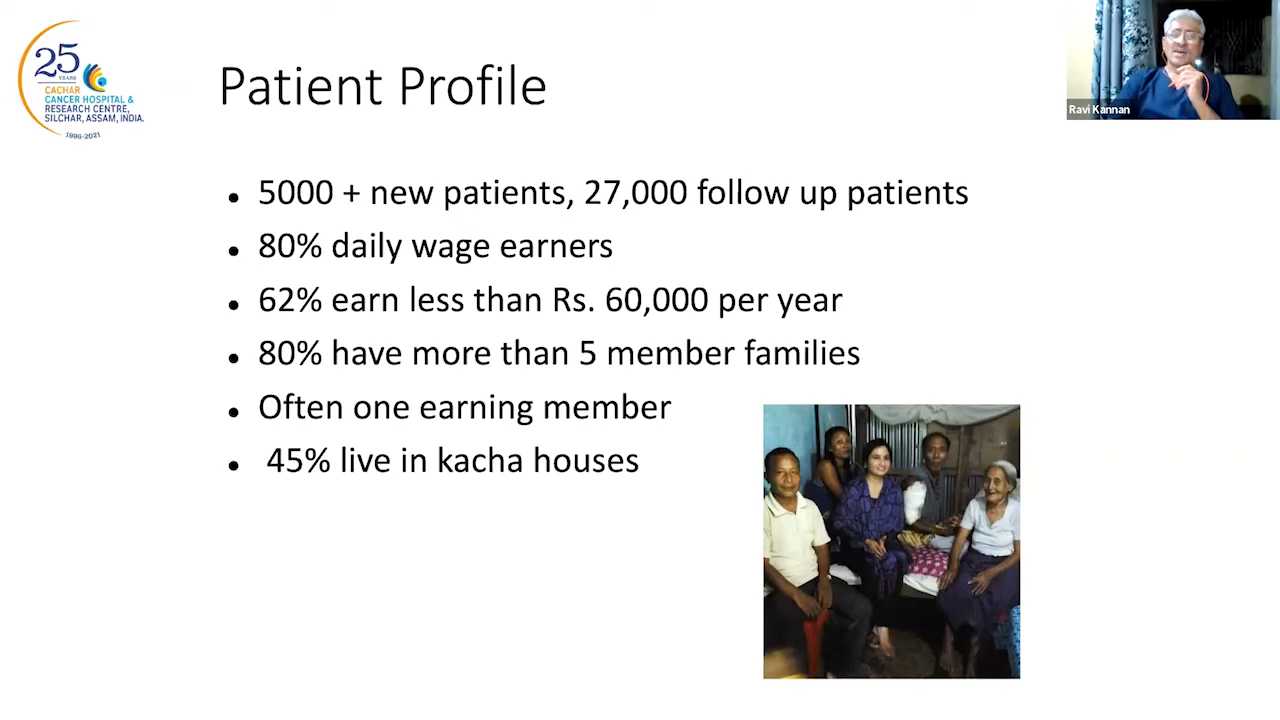 25
YEARS
CACHAR
CANCER HOSPITAL &
RESEARCH CENTRE,
SILCHAR, ASSAM, INDIA.
1996-2021
Patient Profile
Ravi Kannan
5000 + new patients, 27,000 follow up patients
80% daily wage earners
62% earn less than Rs. 60,000 per year
80% have more than 5 member families
Often one earning member
45% live in kacha houses